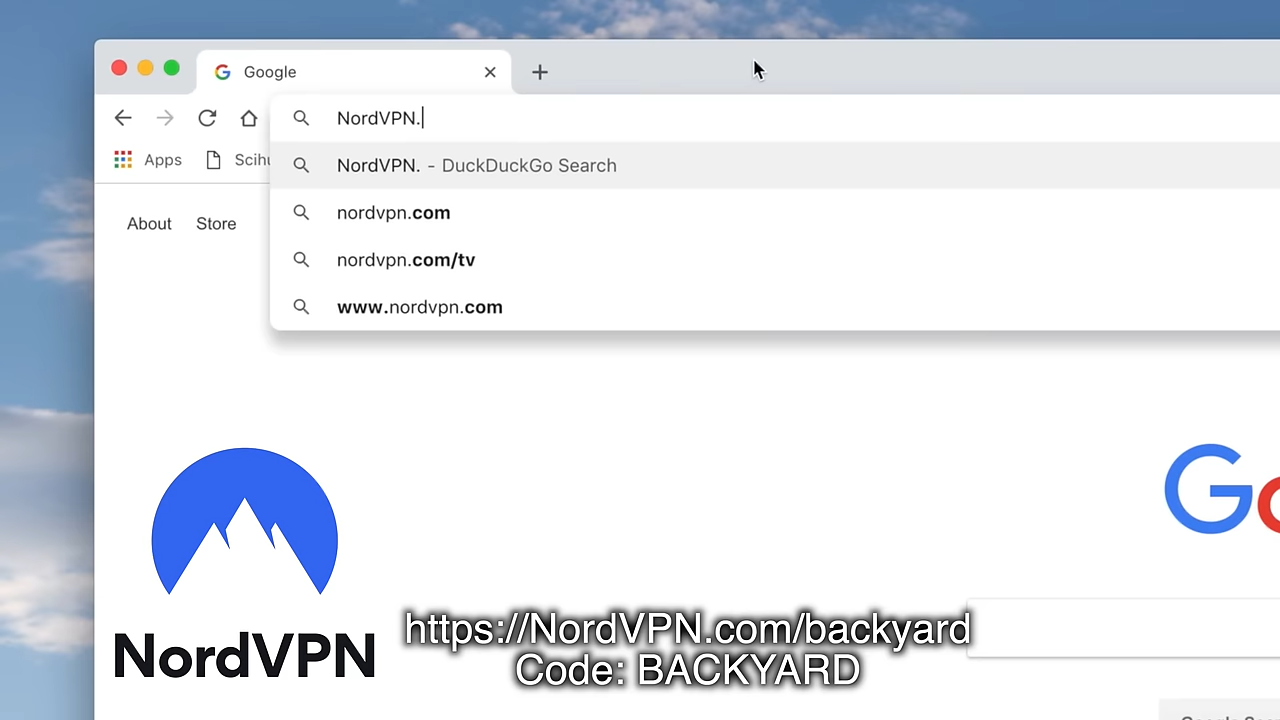 Google
NordVPN.
Apps
NordVPN. - DuckDuckGo Search
nordvpn.com
nordvpn.com/tv
www.nordvpn.com
About Store
NordVPN
https://NordVPN.com/backyard
Code: BACKYARD